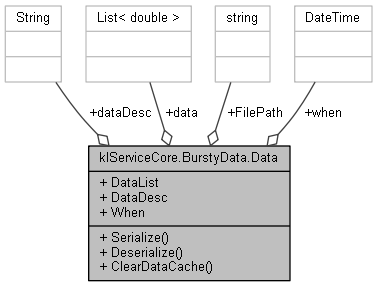 String
List< double >
string
DateTime
+dataDesc
+data
+FilePath
+when
klServiceCore.BurstyData.Data
+ DataList
+ DataDesc
+ When
+ Serialize()
+ Deserialize()
+ ClearDataCache()